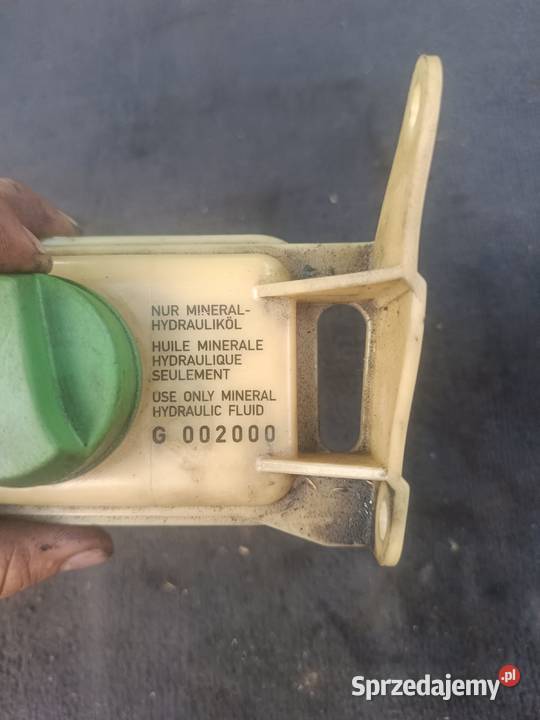 NUR MINERAL-
HYDRAULIKÖL
HUILE MINERALE
HYDRAULIQUE
SEULEMENT
USE ONLY MINERAL
HYDRAULIC FLUID
G 002000
Sprzedajemy.pl